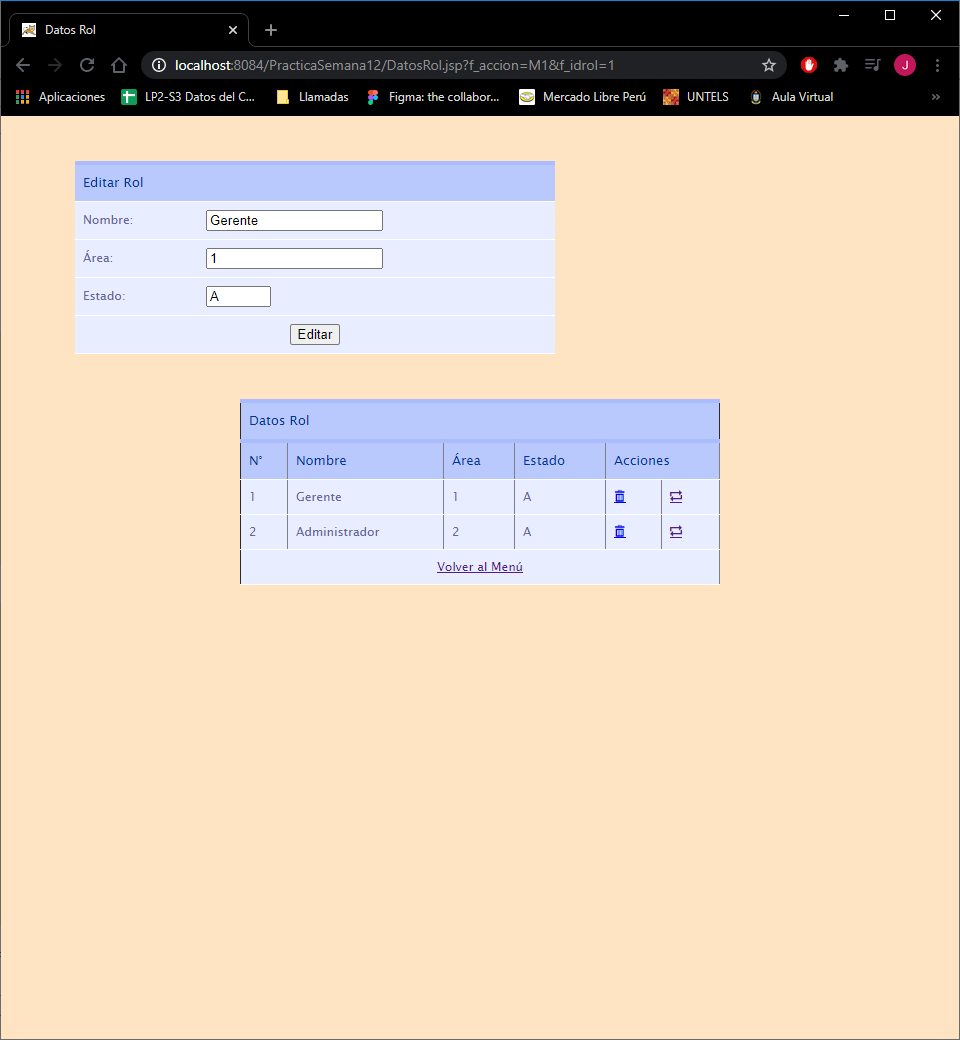 Datos Rol
localhost:8084/PracticaSemana12/DatosRol.jsp?f_accion=M1&f_idrol=1
J
Aplicaciones LP2-S3 Datos del C... Llamadas Figma: the collabor... Mercado Libre Perú UNTELS Aula Virtual »
Editar Rol
Nombre: Gerente
Área: 1
Estado: A
Editar
Datos Rol
N° Nombre Área Estado Acciones
1 Gerente 1 A
2 Administrador 2 A
Volver al Menú